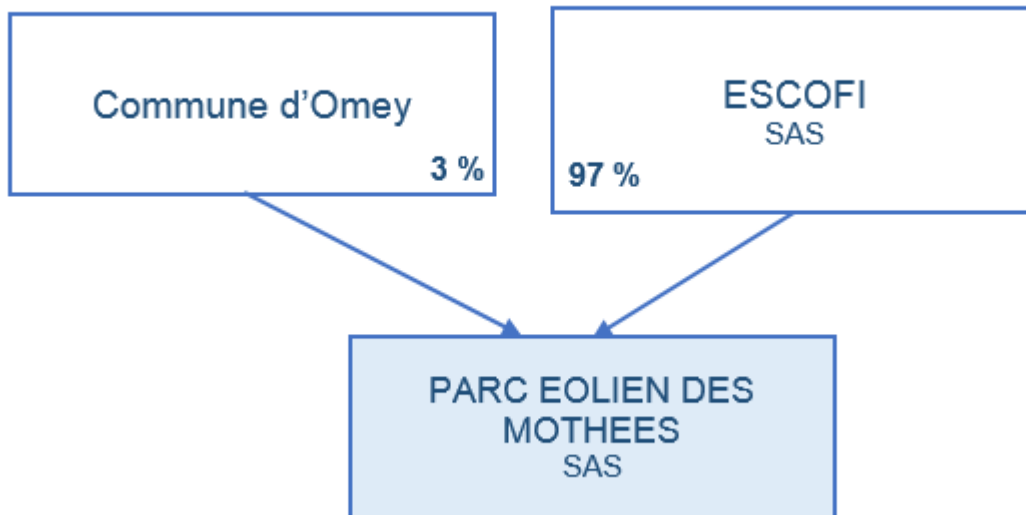 Commune d'Omey
3 %
ESCOFI
SAS
97 %
PARC EOLIEN DES
MOTHEES
SAS